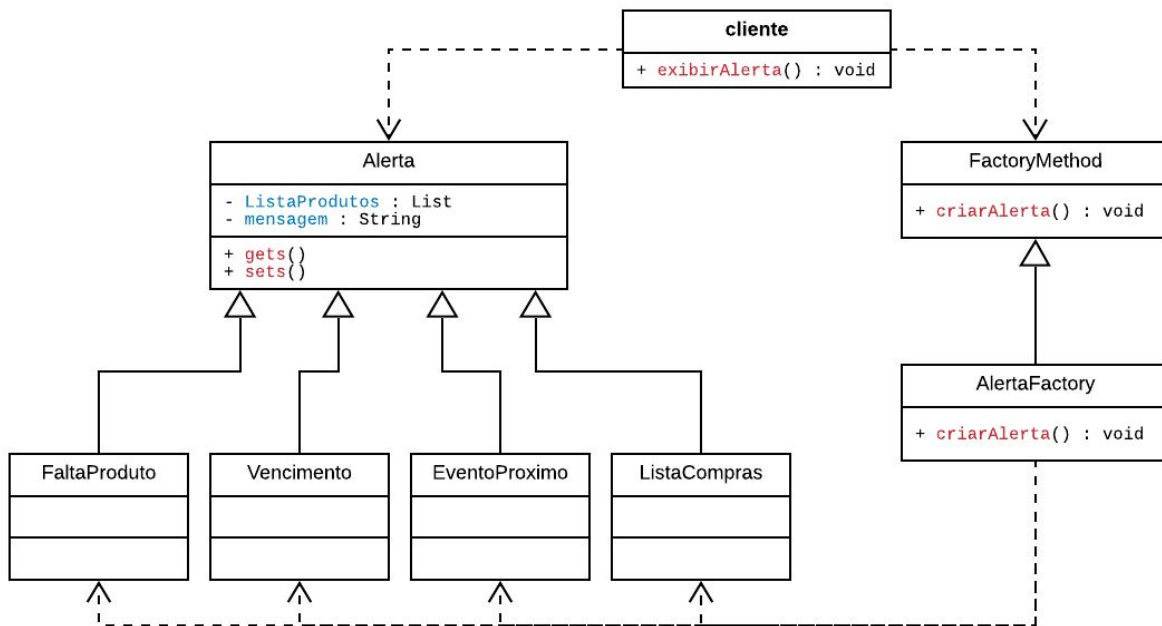 cliente
+ exibirAlerta() : void
Alerta
- ListaProdutos : List
- mensagem : String
+ gets()
+ sets()
FactoryMethod
+ criarAlerta() : void
AlertaFactory
+ criarAlerta() : void
FaltaProduto
Vencimento
EventoProximo
ListaCompras